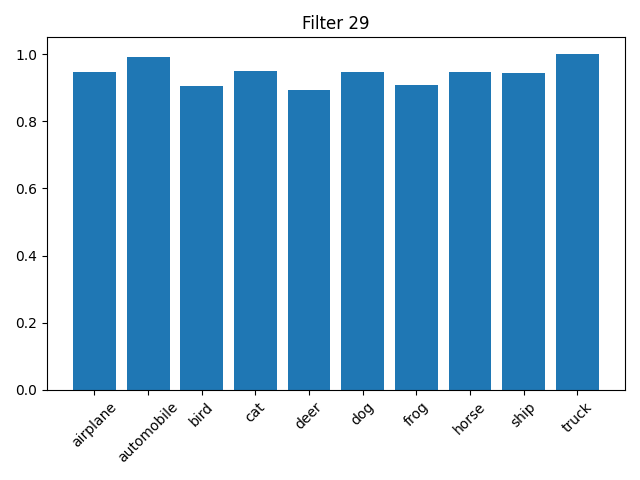 Filter 29
1.0
0.8
0.6
0.4
0.2
0.0
airplane
automobile
bird
cat
deer
dog
frog
horse
ship
truck